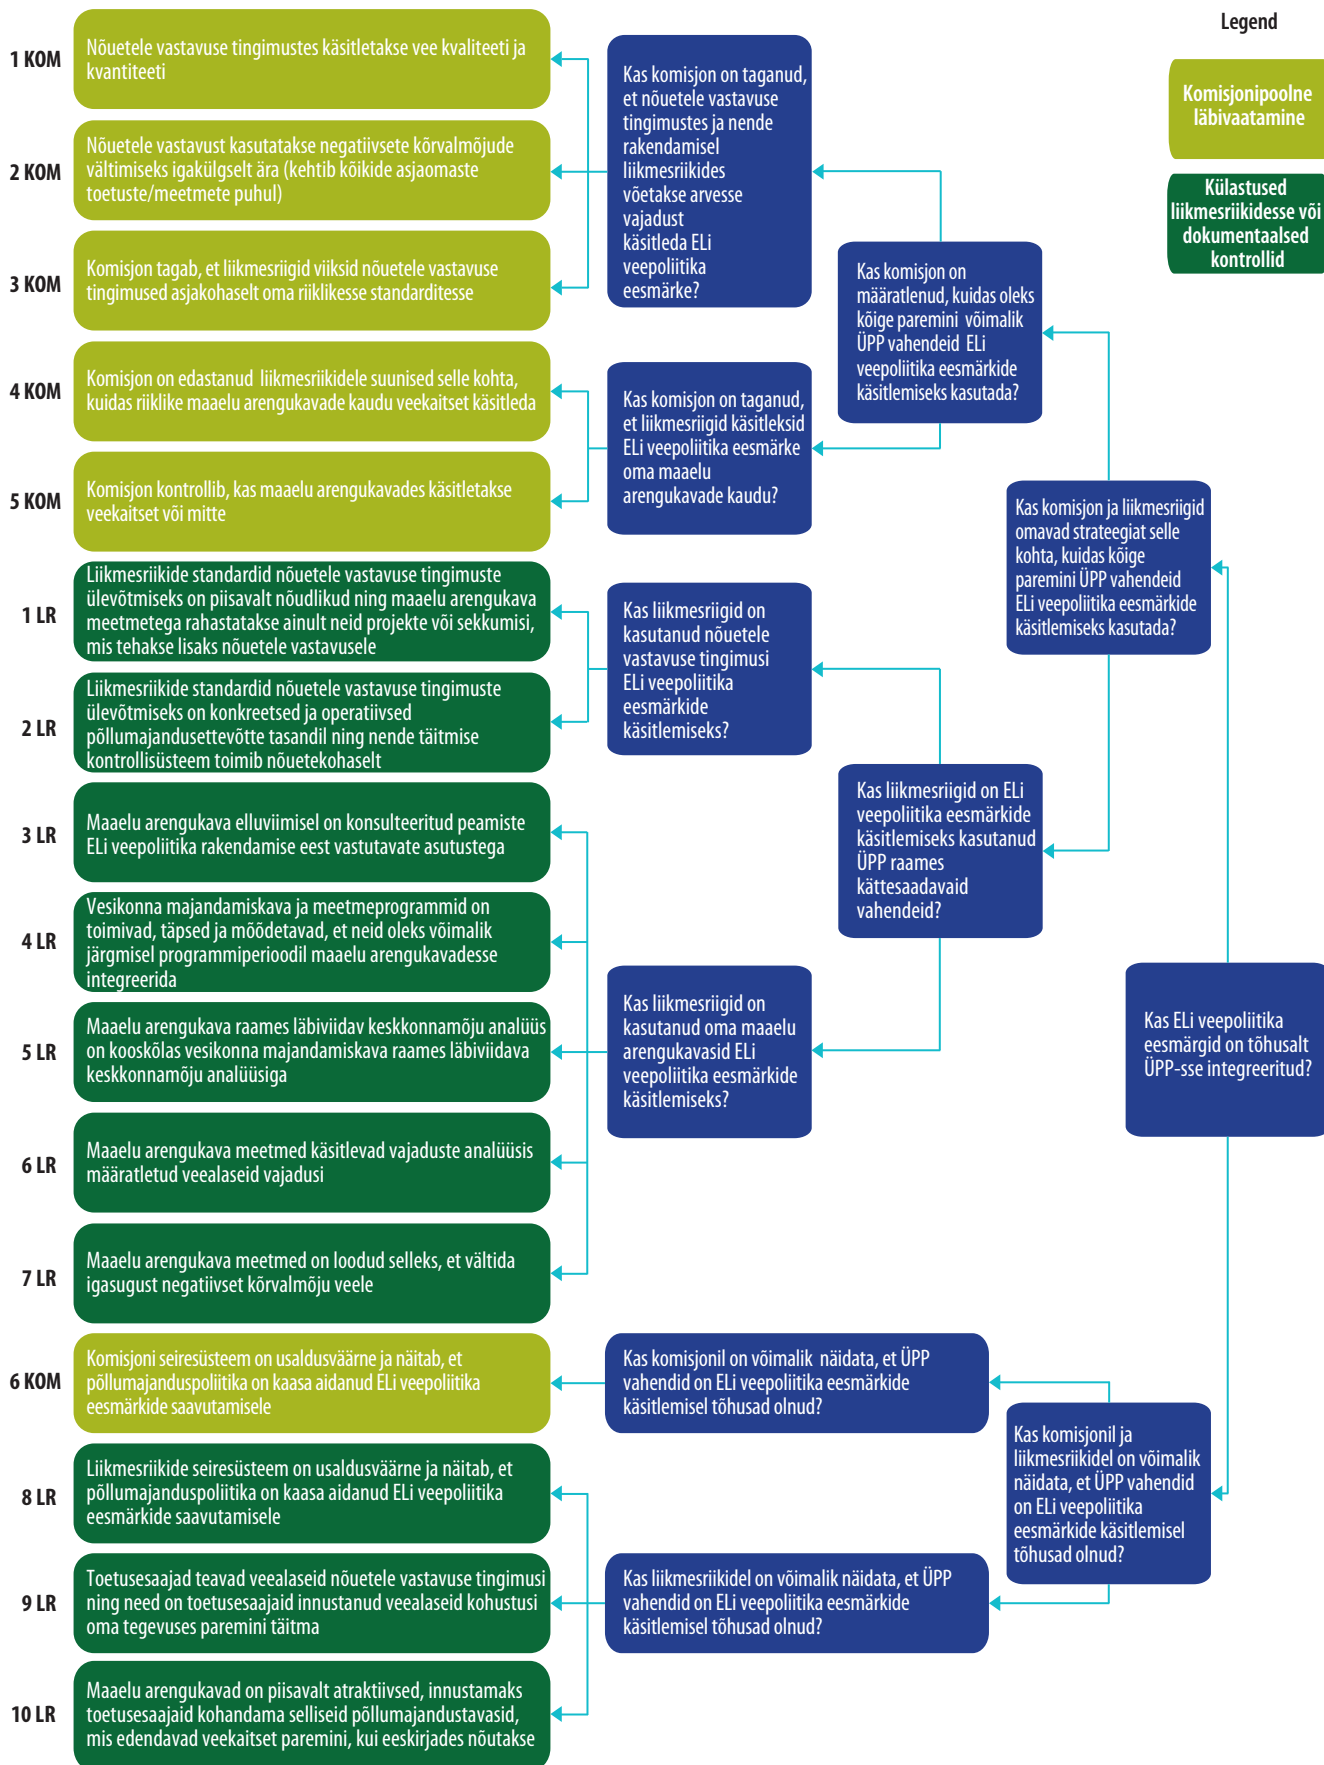 Legend
Komisjonipoolne
läbivaatamine
Külastused
liikmesriikidesse või
dokumentaalsed
kontrollid
1 KOM
Nõuetele vastavuse tingimustes käsitletakse vee kvaliteeti ja
kvantiteeti
2 KOM
Nõuetele vastavust kasutatakse negatiivsete kõrvalmõjude
vältimiseks igakülgselt ära (kehtib kõikide asjaomaste
toetuste/meetmete puhul)
3 KOM
Komisjon tagab, et liikmesriigid viiksid nõuetele vastavuse
tingimused asjakohaselt oma riiklikesse standarditesse
4 KOM
Komisjon on edastanud liikmesriikidele suunised selle kohta,
kuidas riiklike maaelu arengukavade kaudu veekaitset käsitleda
5 KOM
Komisjon kontrollib, kas maaelu arengukavades käsitletakse
veekaitset või mitte
1 LR
Liikmesriikide standardid nõuetele vastavuse tingimuste
ülevõtmiseks on piisavalt nõudlikud ning maaelu arengukava
meetmetega rahastatakse ainult neid projekte või sekkumisi,
mis tehakse lisaks nõuetele vastavusele
2 LR
Liikmesriikide standardid nõuetele vastavuse tingimuste
ülevõtmiseks on konkreetsed ja operatiivsed
põllumajandusettevõtte tasandil ning nende täitmise
kontrollisüsteem toimib nõuetekohaselt
3 LR
Maaelu arengukava elluviimisel on konsulteeritud peamiste
ELi veepoliitika rakendamise eest vastutavate asutustega
4 LR
Vesikonna majandamiskava ja meetmeprogrammid on
toimivad, täpsed ja mõõdetavad, et neid oleks võimalik
järgmisel programmiperioodil maaelu arengukavadesse
integreerida
5 LR
Maaelu arengukava raames läbiviidav keskkonnamõju analüüs
on kooskõlas vesikonna majandamiskava raames läbiviidava
keskkonnamõju analüüsiga
6 LR
Maaelu arengukava meetmed käsitlevad vajaduste analüüsis
määratletud veealaseid vajadusi
7 LR
Maaelu arengukava meetmed on loodud selleks, et vältida
igasugust negatiivset kõrvalmõju veele
6 KOM
Komisjoni seiresüsteem on usaldusväärne ja näitab, et
põllumajanduspoliitika on kaasa aidanud ELi veepoliitika
eesmärkide saavutamisele
8 LR
Liikmesriikide seiresüsteem on usaldusväärne ja näitab, et
põllumajanduspoliitika on kaasa aidanud ELi veepoliitika
eesmärkide saavutamisele
9 LR
Toetusesaajad teavad veealaseid nõuetele vastavuse tingimusi
ning need on toetusesaajaid innustanud veealaseid kohustusi
oma tegevuses paremini täitma
10 LR
Maaelu arengukavad on piisavalt atraktiivsed, innustamaks
toetusesaajaid kohandama selliseid põllumajandustavasid,
mis edendavad veekaitset paremini, kui eeskirjades nõutakse
Kas komisjon on taganud,
et nõuetele vastavuse
tingimustes ja nende
rakendamisel
liikmesriikides
võetakse arvesse
vajadust
käsitleda ELi
veepoliitika
eesmärke?
Kas komisjon on taganud,
et liikmesriigid käsitleksid
ELi veepoliitika eesmärke
oma maaelu
arengukavade kaudu?
Kas liikmesriigid on
kasutanud nõuetele
vastavuse tingimusi
ELi veepoliitika
eesmärkide
käsitlemiseks?
Kas liikmesriigid on
kasutanud oma maaelu
arengukavasid ELi
veepoliitika eesmärkide
käsitlemiseks?
Kas komisjonil on võimalik näidata, et ÜPP
vahendid on ELi veepoliitika eesmärkide
käsitlemisel tõhusad olnud?
Kas liikmesriikidel on võimalik näidata, et ÜPP
vahendid on ELi veepoliitika eesmärkide
käsitlemisel tõhusad olnud?
Kas komisjon on
määratlenud, kuidas oleks
kõige paremini võimalik
ÜPP vahendeid ELi
veepoliitika eesmärkide
käsitlemiseks kasutada?
Kas liikmesriigid on ELi
veepoliitika eesmärkide
käsitlemiseks kasutanud
ÜPP raames
kättesaadavaid
vahendeid?
Kas komisjon ja liikmesriigid
omavad strateegiat selle
kohta, kuidas kõige
paremini ÜPP vahendeid
ELi veepoliitika eesmärkide
käsitlemiseks kasutada?
Kas komisjonil ja
liikmesriikidel on võimalik
näidata, et ÜPP vahendid
on ELi veepoliitika
eesmärkide käsitlemisel
tõhusad olnud?
Kas ELi veepoliitika
eesmärgid on tõhusalt
ÜPP-sse integreeritud?